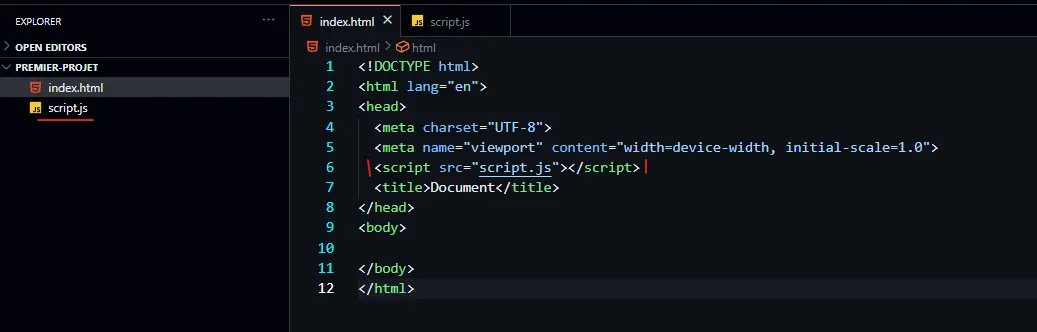 EXPLORER ...
OPEN EDITORS
PREMIER-PROJET
index.html
JS script.js
index.html × JS script.js
index.html > html
1 <!DOCTYPE html>
2 <html lang="en">
3 <head>
4 <meta charset="UTF-8">
5 <meta name="viewport" content="width=device-width, initial-scale=1.0">
6 <script src="script.js"></script>
7 <title>Document</title>
8 </head>
9 <body>
10
11 </body>
12 </html>